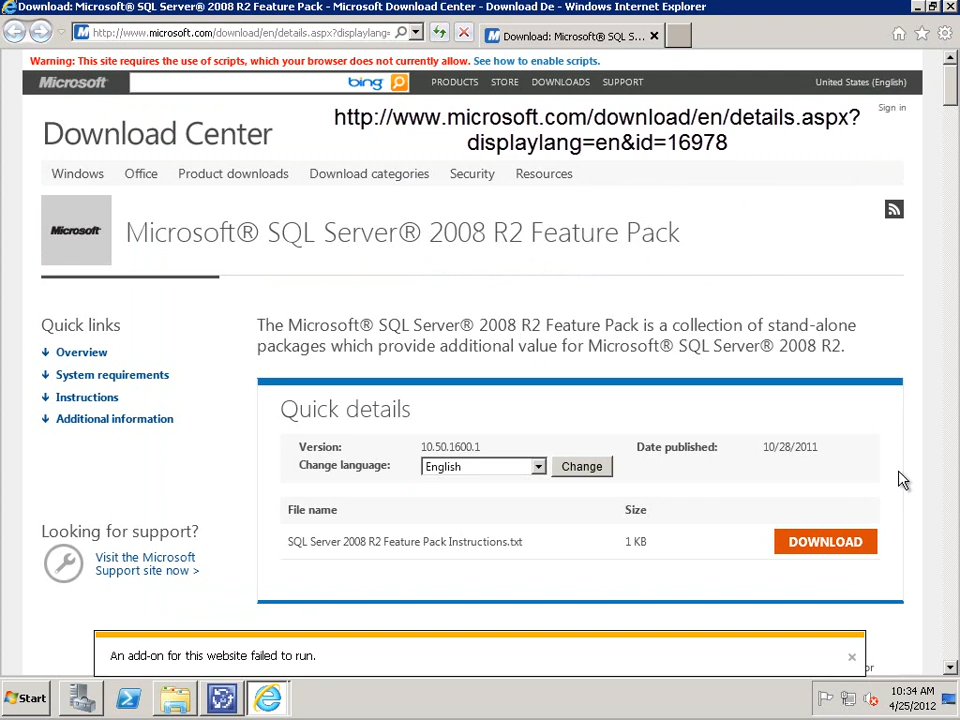 Download: Microsoft® SQL Server® 2008 R2 Feature Pack - Microsoft Download Center - Download De - Windows Internet Explorer
http://www.microsoft.com/download/en/details.aspx?displaylang=
Download: Microsoft® SQL S...
Warning: This site requires the use of scripts, which your browser does not currently allow. See how to enable scripts.
Microsoft
bing
PRODUCTS STORE DOWNLOADS SUPPORT
United States (English)
Sign in
Download Center
http://www.microsoft.com/download/en/details.aspx?
displaylang=en&id=16978
Windows Office Product downloads Download categories Security Resources
Microsoft
Microsoft® SQL Server® 2008 R2 Feature Pack
Quick links
Overview
System requirements
Instructions
Additional information
The Microsoft® SQL Server® 2008 R2 Feature Pack is a collection of stand-alone
packages which provide additional value for Microsoft® SQL Server® 2008 R2.
Quick details
Version: 10.50.1600.1 Date published: 10/28/2011
Change language: English Change
File name Size
SQL Server 2008 R2 Feature Pack Instructions.txt 1 KB DOWNLOAD
Looking for support?
Visit the Microsoft
Support site now >
An add-on for this website failed to run.
Start
10:34 AM
4/25/2012